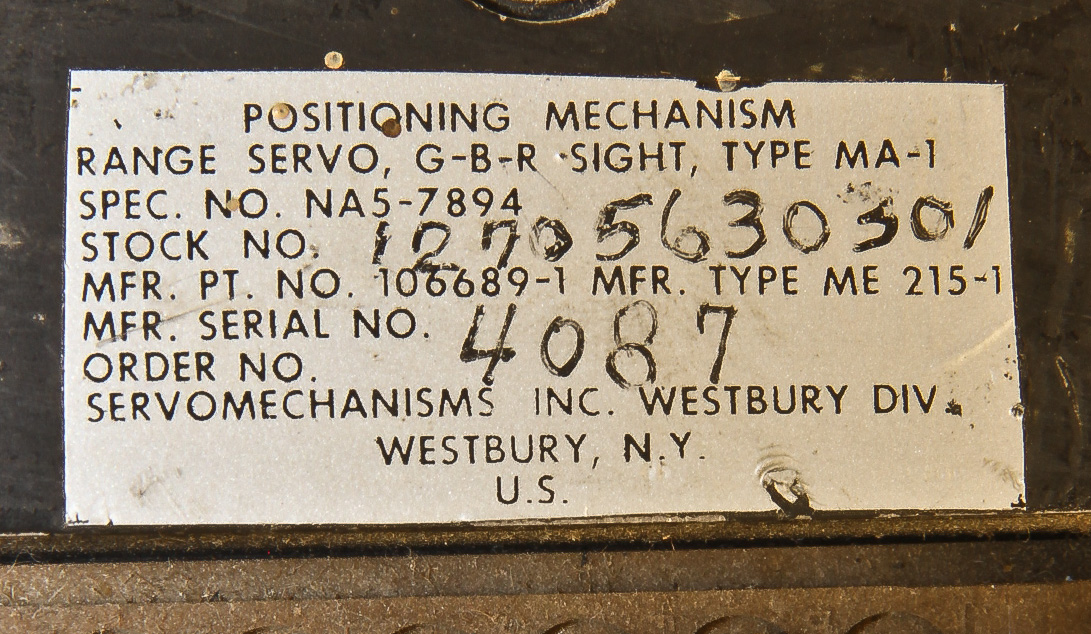 POSITIONING MECHANISM
RANGE SERVO, G-B-R SIGHT, TYPE MA-1
SPEC. NO. NA5-7894
STOCK NO. 12705630301
MFR. PT. NO. 106689-1 MFR. TYPE ME 215-1
MFR. SERIAL NO. 4087
ORDER NO.
SERVOMECHANISMS INC. WESTBURY DIV.
WESTBURY, N.Y.
U.S.